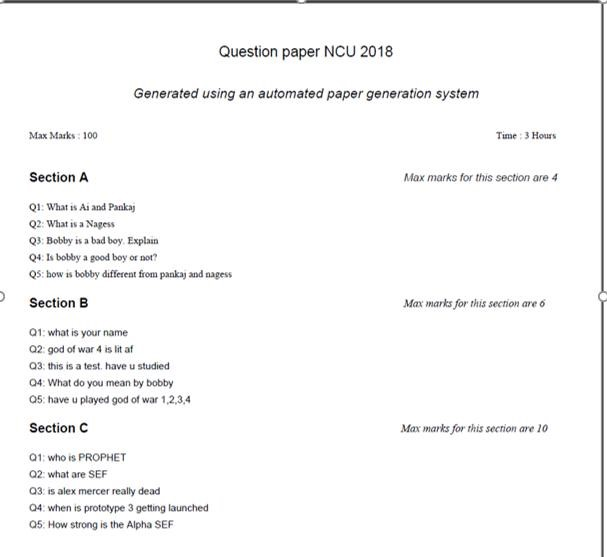 Question paper NCU 2018
Generated using an automated paper generation system
Max Marks : 100 Time : 3 Hours
Section A Max marks for this section are 4
Q1: What is Ai and Pankaj
Q2: What is a Nagess
Q3: Bobby is a bad boy. Explain
Q4: Is bobby a good boy or not?
Q5: how is bobby different from pankaj and nagess
Section B Max marks for this section are 6
Q1: what is your name
Q2: god of war 4 is lit af
Q3: this is a test. have u studied
Q4: What do you mean by bobby
Q5: have u played god of war 1,2,3,4
Section C Max marks for this section are 10
Q1: who is PROPHET
Q2: what are SEF
Q3: is alex mercer really dead
Q4: when is prototype 3 getting launched
Q5: How strong is the Alpha SEF